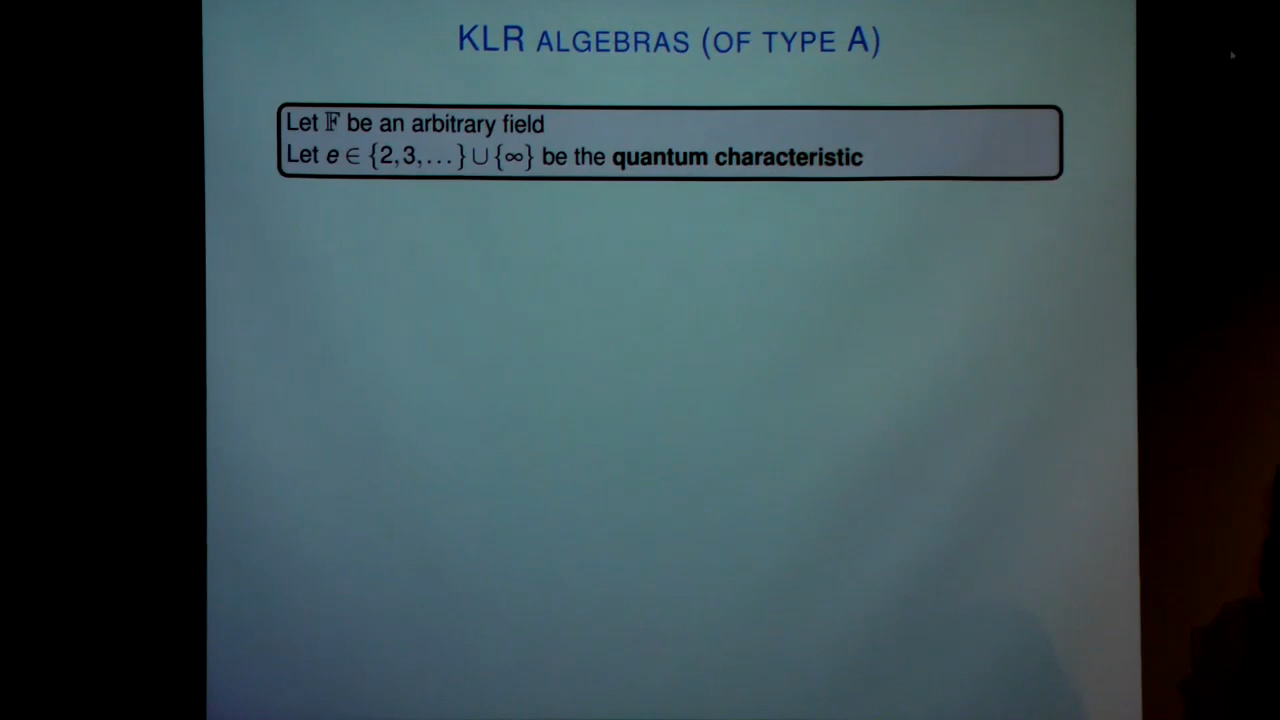 KLR ALGEBRAS (OF TYPE A)
Let 𝔽 be an arbitrary field
Let e ∈ {2,3,...} ∪ {∞} be the quantum characteristic